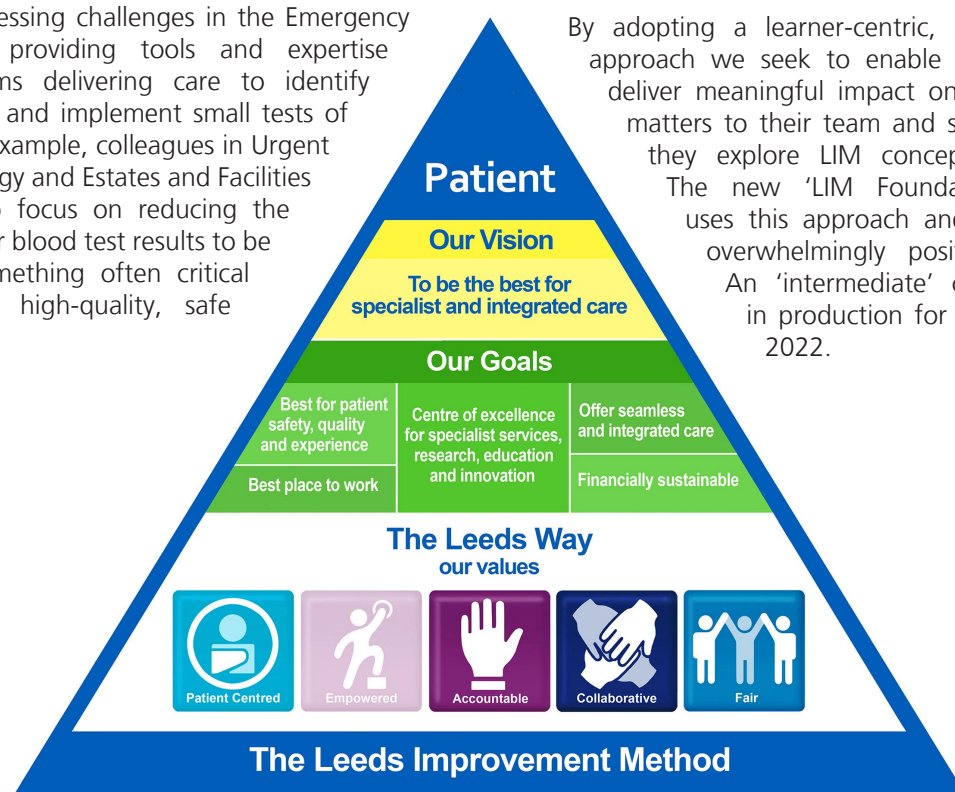 essing challenges in the Emergency
providing tools and expertise
ms delivering care to identify
and implement small tests of
xample, colleagues in Urgent
gy and Estates and Facilities
focus on reducing the
r blood test results to be
mething often critical
high-quality, safe
By adopting a learner-centric,
approach we seek to enable
deliver meaningful impact on
matters to their team and s
they explore LIM concep
The new ‘LIM Founda
uses this approach and
overwhelmingly posit
An ‘intermediate’
in production for
2022.
Patient
Our Vision
To be the best for
specialist and integrated care
Our Goals
Best for patient
safety, quality
and experience
Best place to work
Centre of excellence
for specialist services,
research, education
and innovation
Offer seamless
and integrated care
Financially sustainable
The Leeds Way
our values
Patient Centred
Empowered
Accountable
Collaborative
Fair
The Leeds Improvement Method